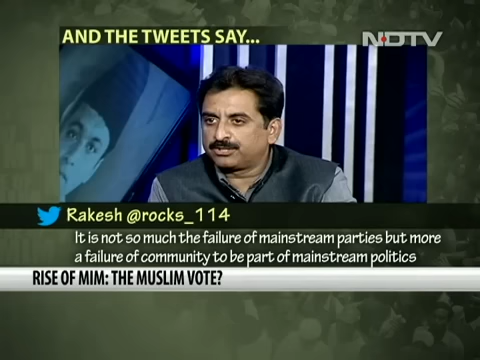 AND THE TWEETS SAY...
NDTV
Rakesh @rocks_114
It is not so much the failure of mainstream parties but more
a failure of community to be part of mainstream politics
RISE OF MIM: THE MUSLIM VOTE?